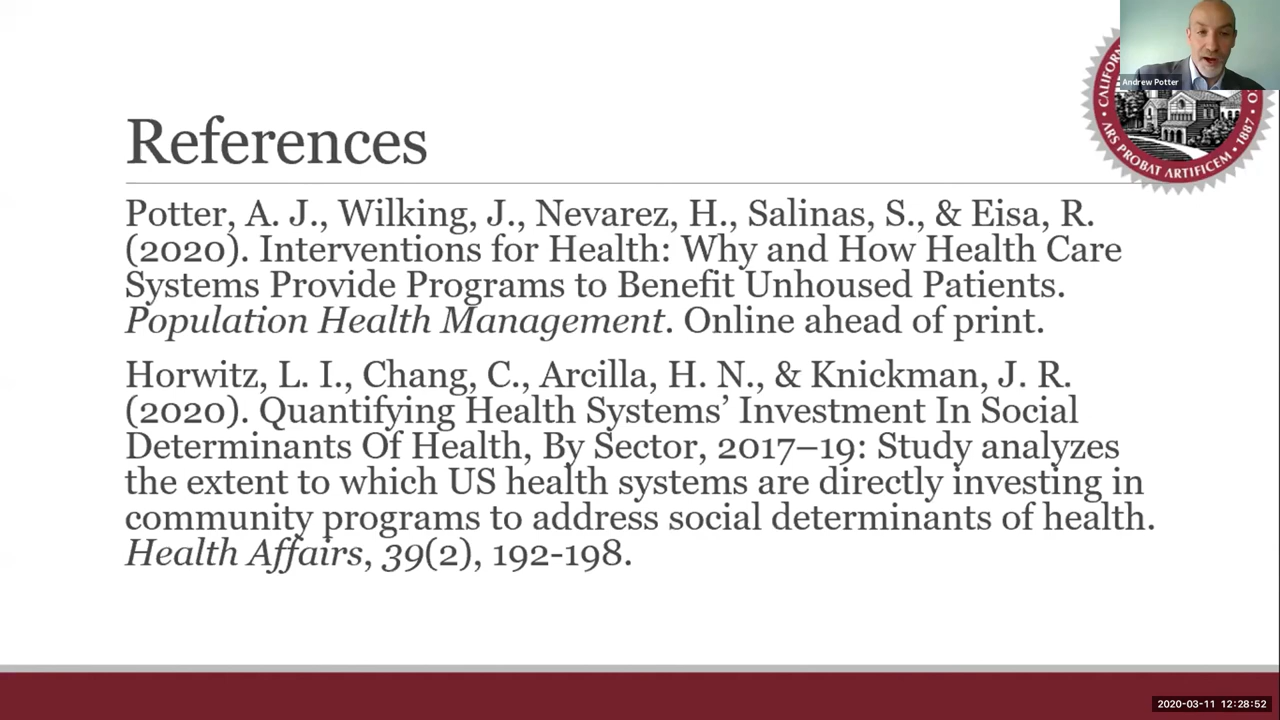 Andrew Potter
CALIFOR
ARS PROBAT ARTIFICEM • 1887 •
References
Potter, A. J., Wilking, J., Nevarez, H., Salinas, S., & Eisa, R.
(2020). Interventions for Health: Why and How Health Care
Systems Provide Programs to Benefit Unhoused Patients.
Population Health Management. Online ahead of print.
Horwitz, L. I., Chang, C., Arcilla, H. N., & Knickman, J. R.
(2020). Quantifying Health Systems’ Investment In Social
Determinants Of Health, By Sector, 2017–19: Study analyzes
the extent to which US health systems are directly investing in
community programs to address social determinants of health.
Health Affairs, 39(2), 192-198.
2020-03-11 12:28:52